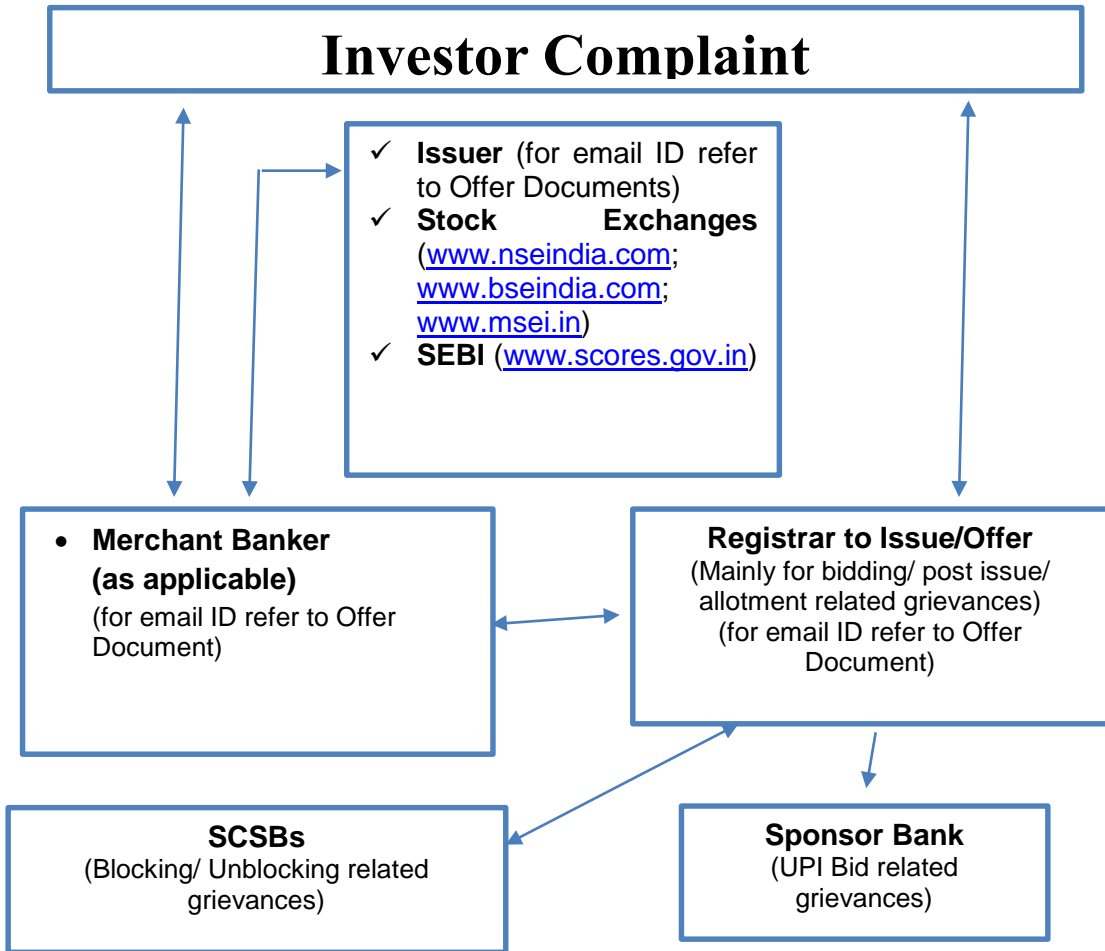 Investor Complaint
✓ Issuer (for email ID refer
to Offer Documents)
✓ Stock Exchanges
(www.nseindia.com;
www.bseindia.com;
www.msei.in)
✓ SEBI (www.scores.gov.in)
• Merchant Banker
(as applicable)
(for email ID refer to Offer
Document)
Registrar to Issue/Offer
(Mainly for bidding/ post issue/
allotment related grievances)
(for email ID refer to Offer
Document)
SCSBs
(Blocking/ Unblocking related
grievances)
Sponsor Bank
(UPI Bid related
grievances)